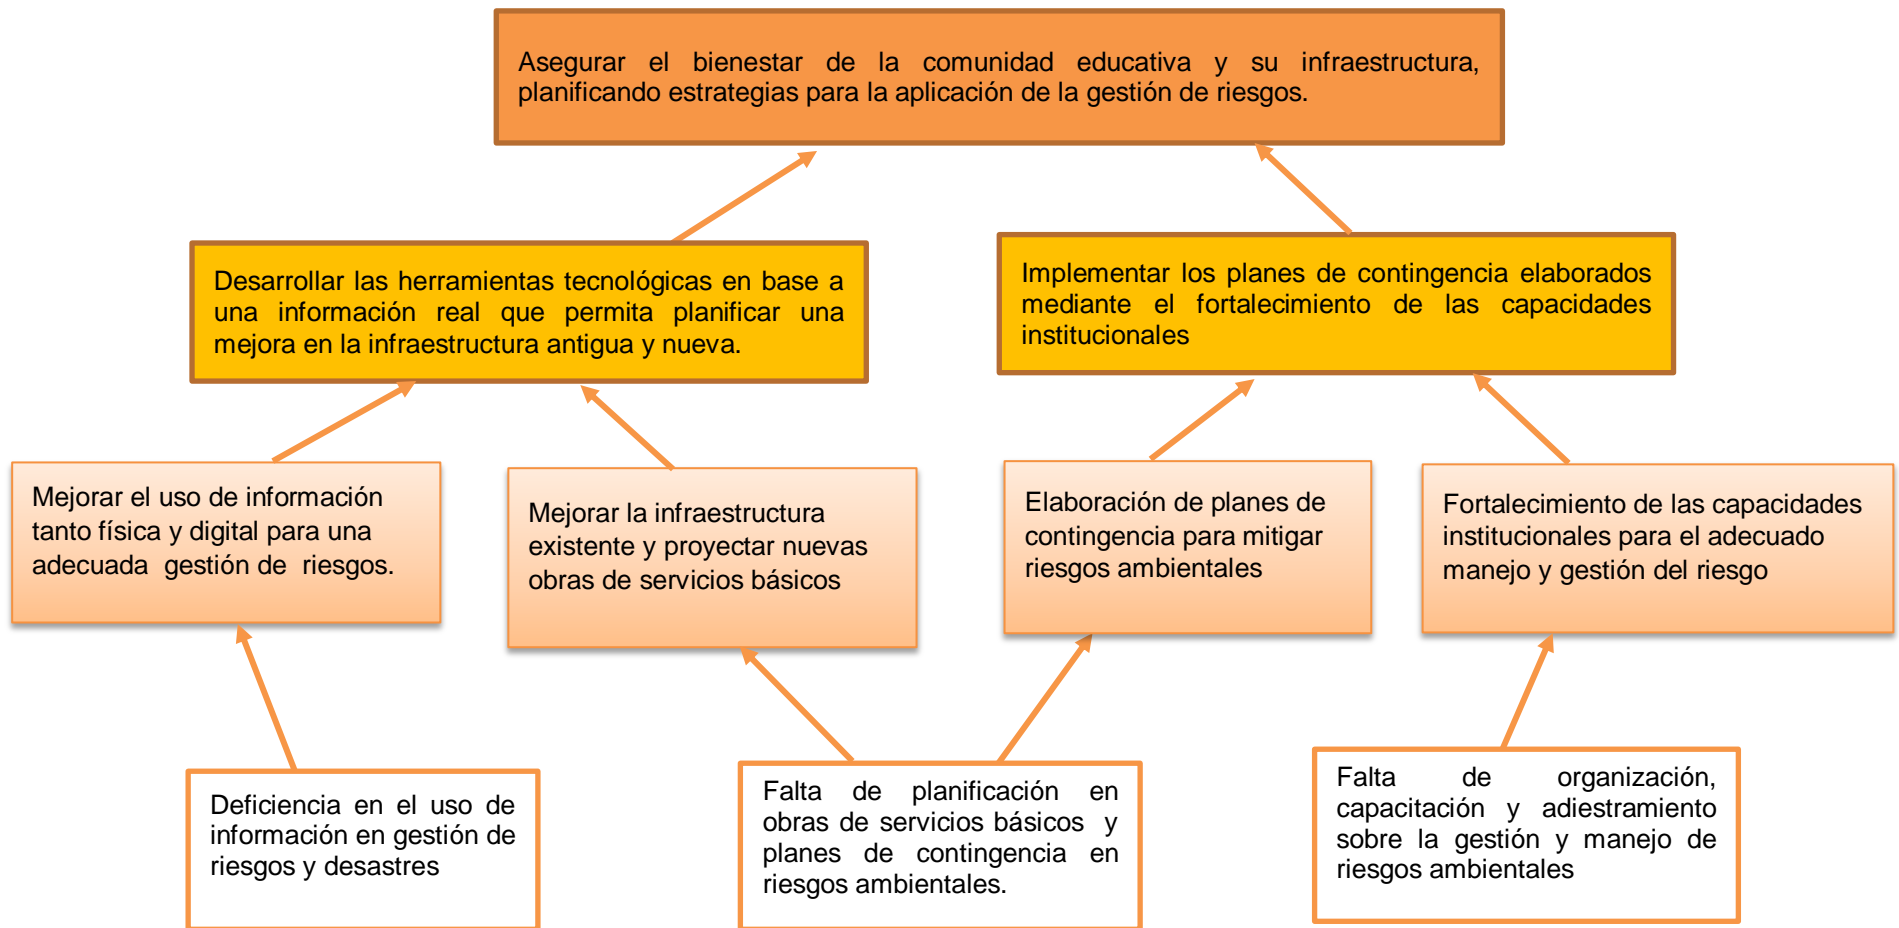 Asegurar el bienestar de la comunidad educativa y su infraestructura,
planificando estrategias para la aplicación de la gestión de riesgos.
Desarrollar las herramientas tecnológicas en base a
una información real que permita planificar una
mejora en la infraestructura antigua y nueva.
Implementar los planes de contingencia elaborados
mediante el fortalecimiento de las capacidades
institucionales
Mejorar el uso de información
tanto física y digital para una
adecuada gestión de riesgos.
Mejorar la infraestructura
existente y proyectar nuevas
obras de servicios básicos
Elaboración de planes de
contingencia para mitigar
riesgos ambientales
Fortalecimiento de las capacidades
institucionales para el adecuado
manejo y gestión del riesgo
Deficiencia en el uso de
información en gestión de
riesgos y desastres
Falta de planificación en
obras de servicios básicos y
planes de contingencia en
riesgos ambientales.
Falta de organización,
capacitación y adiestramiento
sobre la gestión y manejo de
riesgos ambientales